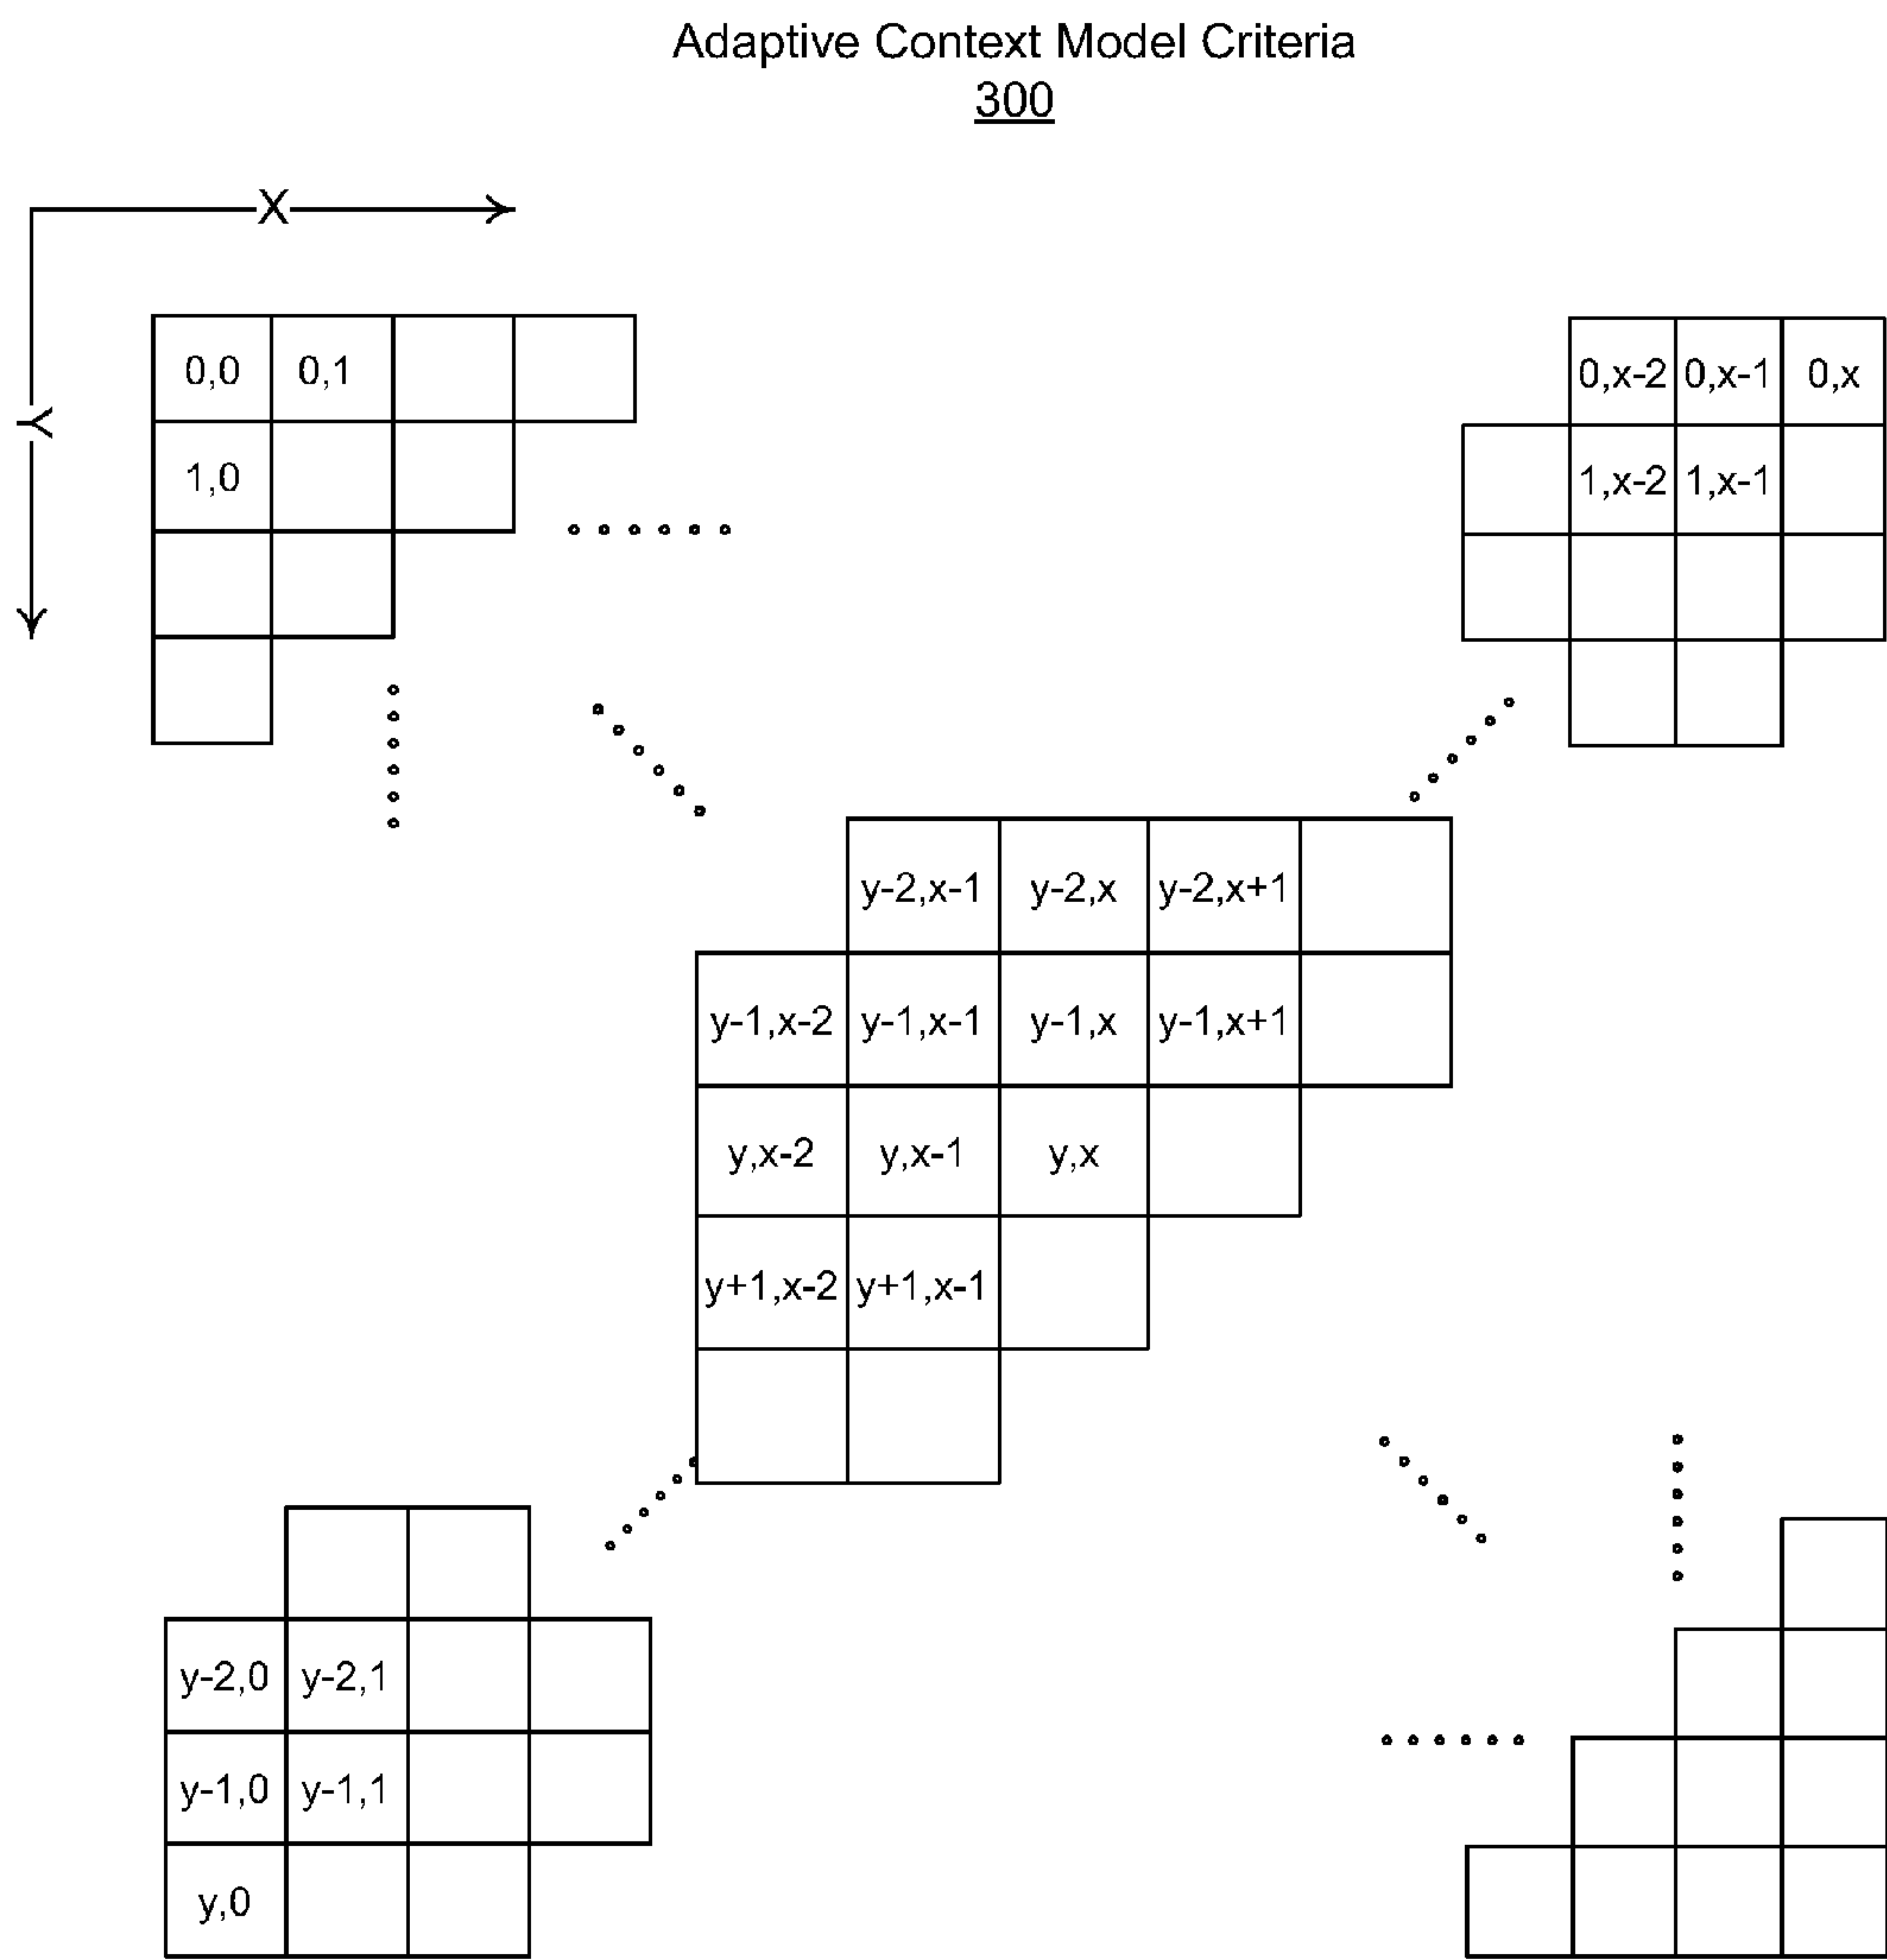 Adaptive Context Model Criteria
300
X
Y
0,0 0,1
1,0
0,x-2 0,x-1 0,x
1,x-2 1,x-1
y-2,x-1 y-2,x y-2,x+1
y-1,x-2 y-1,x-1 y-1,x y-1,x+1
y,x-2 y,x-1 y,x
y+1,x-2 y+1,x-1
y-2,0 y-2,1
y-1,0 y-1,1
y,0